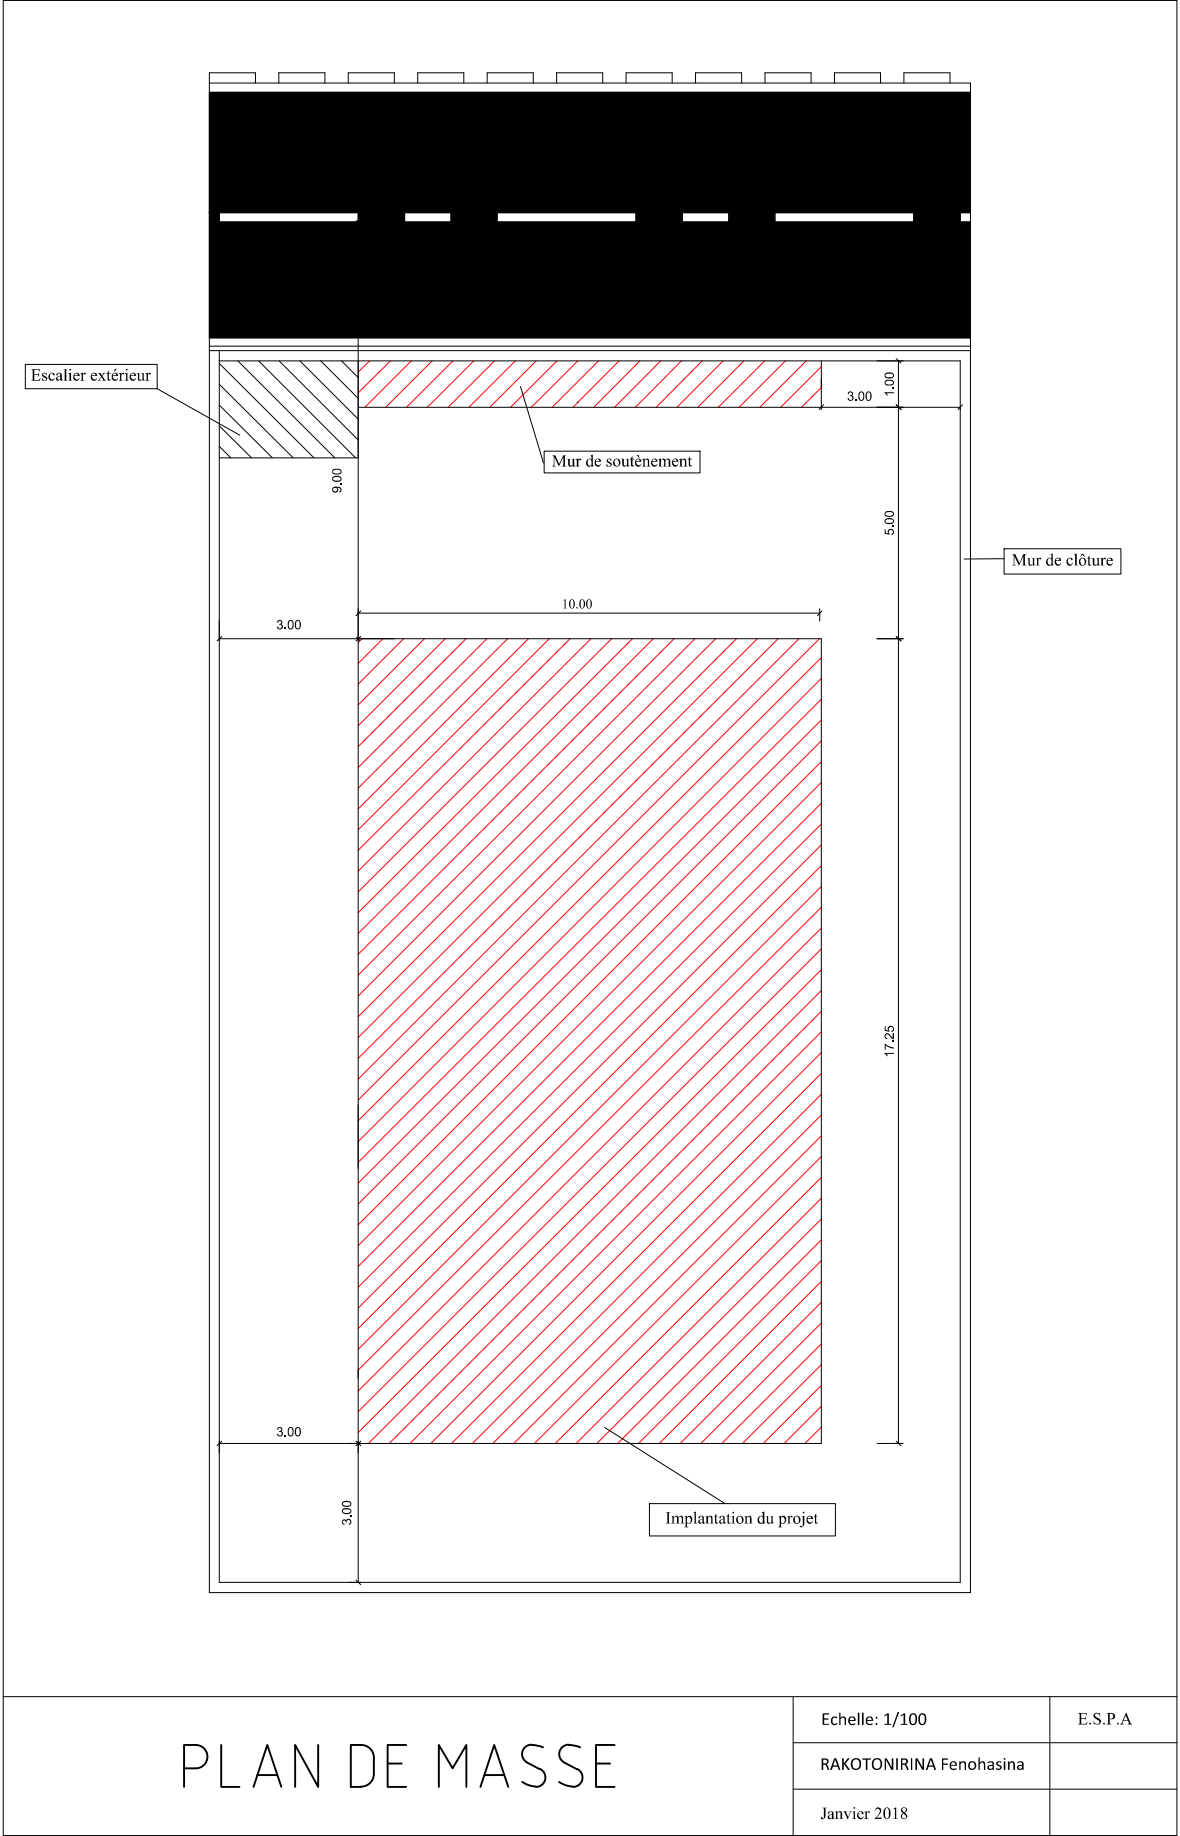 Escalier extérieur
1.00
3.00
Mur de soutènement
9.00
5.00
Mur de clôture
10.00
3.00
17.25
3.00
3.00
Implantation du projet
PLAN DE MASSE
Echelle: 1/100
E.S.P.A
RAKOTONIRINA Fenohasina
Janvier 2018